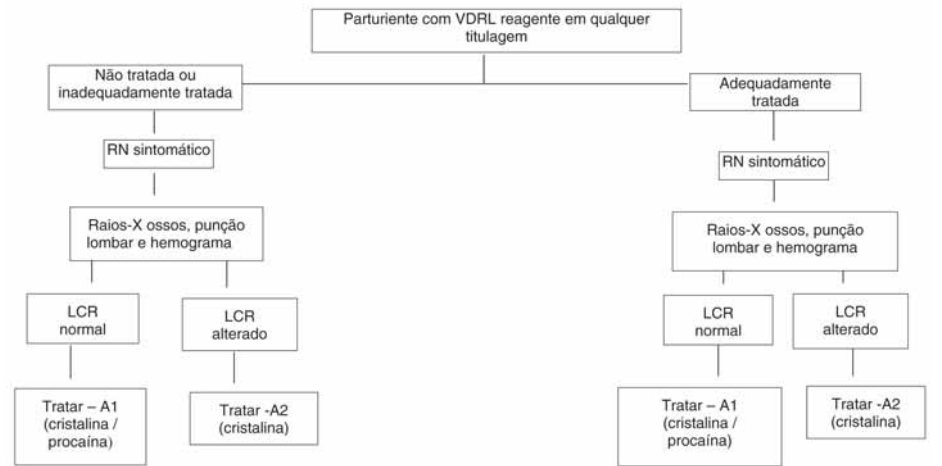 Parturiente com VDRL reagente em qualquer
titulagem
Não tratada ou
inadequadamente tratada
Adequadamente
tratada
RN sintomático
RN sintomático
Raios-X ossos, punção
lombar e hemograma
Raios-X ossos, punção
lombar e hemograma
LCR
normal
LCR
alterado
LCR
normal
LCR
alterado
Tratar – A1
(cristalina /
procaína)
Tratar -A2
(cristalina)
Tratar – A1
(cristalina /
procaína)
Tratar -A2
(cristalina)